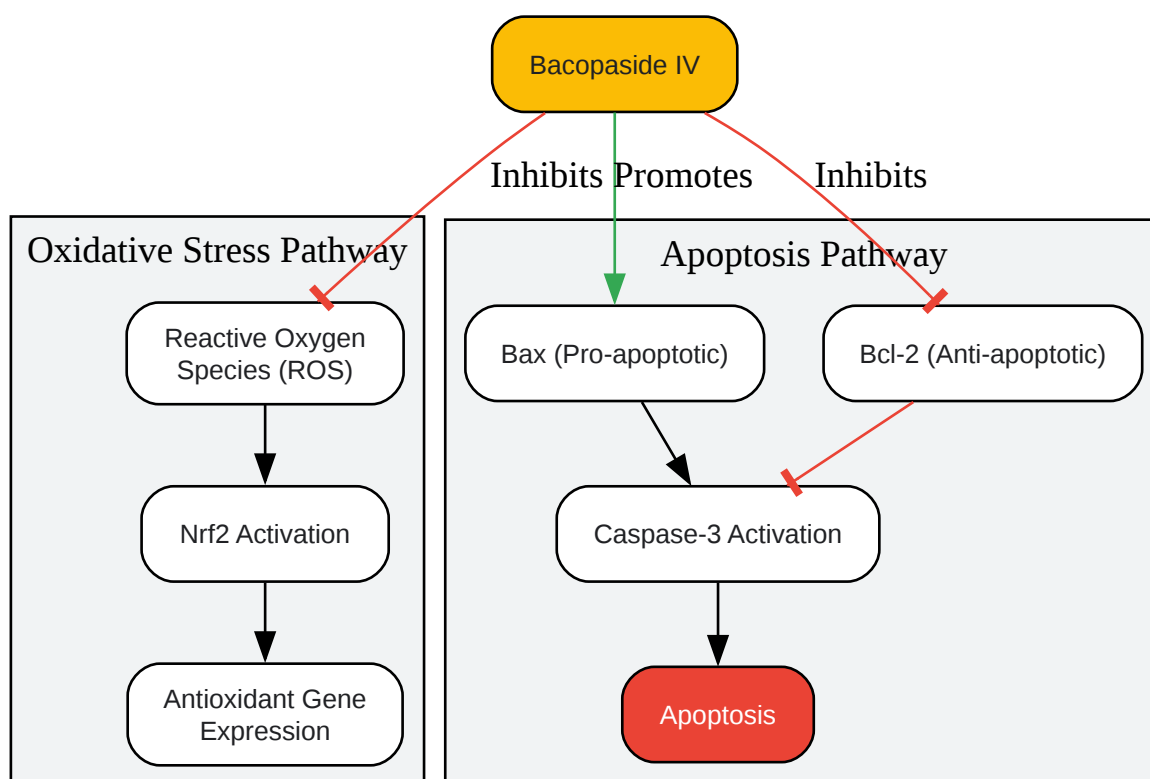 Bacopaside IV
Inhibits
Promotes
Inhibits
Oxidative Stress Pathway
Apoptosis Pathway
Reactive Oxygen
Species (ROS)
Bax (Pro-apoptotic)
Bcl-2 (Anti-apoptotic)
Nrf2 Activation
Caspase-3 Activation
Antioxidant Gene
Expression
Apoptosis